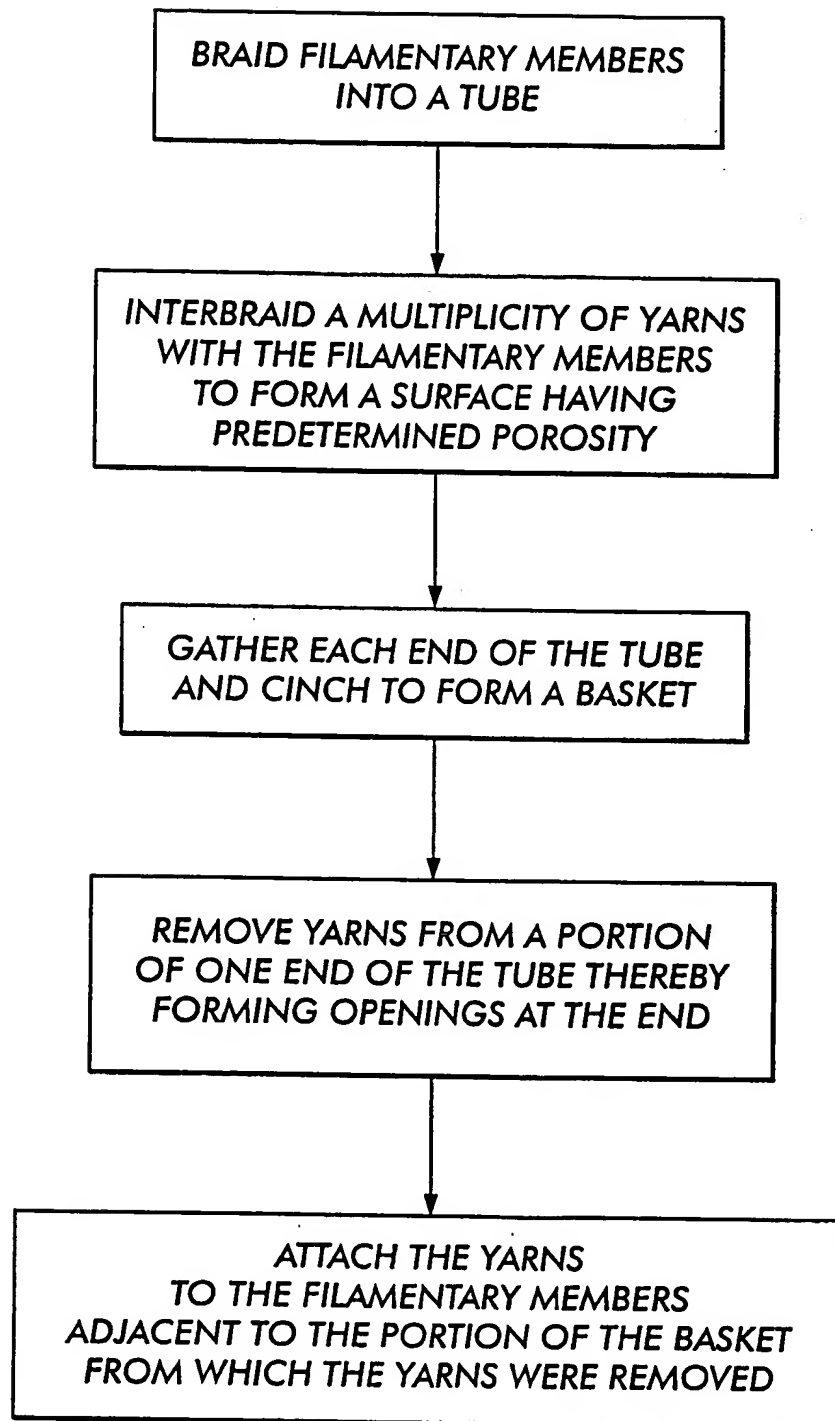 BRAID FILAMENTARY MEMBERS
INTO A TUBE
INTERBRAID A MULTIPLICITY OF YARNS
WITH THE FILAMENTARY MEMBERS
TO FORM A SURFACE HAVING
PREDETERMINED POROSITY
GATHER EACH END OF THE TUBE
AND CINCH TO FORM A BASKET
REMOVE YARNS FROM A PORTION
OF ONE END OF THE TUBE THEREBY
FORMING OPENINGS AT THE END
ATTACH THE YARNS
TO THE FILAMENTARY MEMBERS
ADJACENT TO THE PORTION OF THE BASKET
FROM WHICH THE YARNS WERE REMOVED